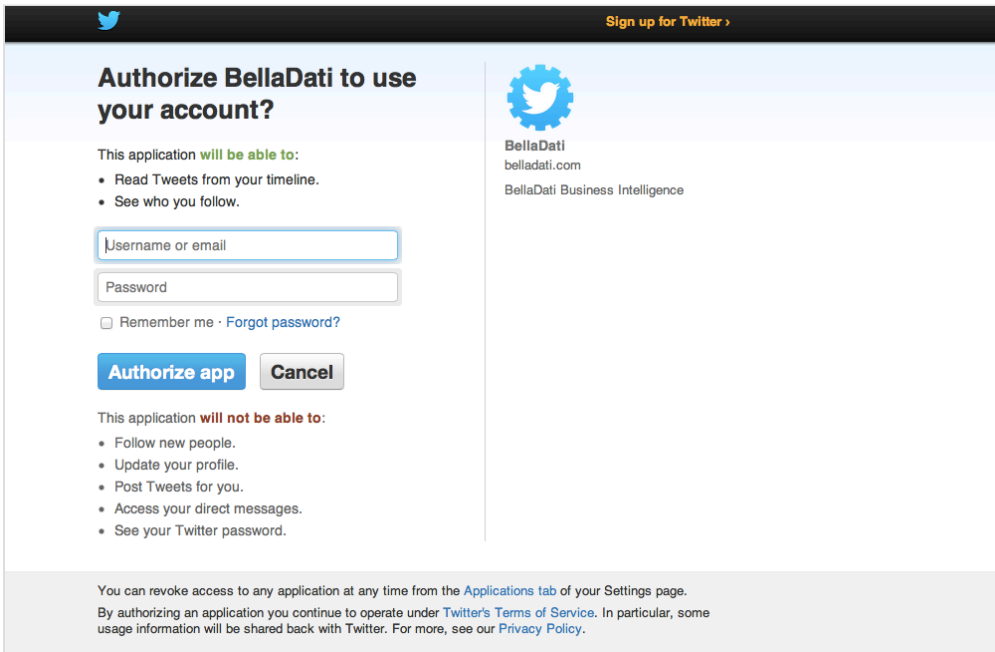 Sign up for Twitter ›
Authorize BellaDati to use
your account?
This application will be able to:
• Read Tweets from your timeline.
• See who you follow.
Username or email
Password
Remember me · Forgot password?
Authorize app Cancel
This application will not be able to:
• Follow new people.
• Update your profile.
• Post Tweets for you.
• Access your direct messages.
• See your Twitter password.
BellaDati
belladati.com
BellaDati Business Intelligence
You can revoke access to any application at any time from the Applications tab of your Settings page.
By authorizing an application you continue to operate under Twitter's Terms of Service. In particular, some
usage information will be shared back with Twitter. For more, see our Privacy Policy.